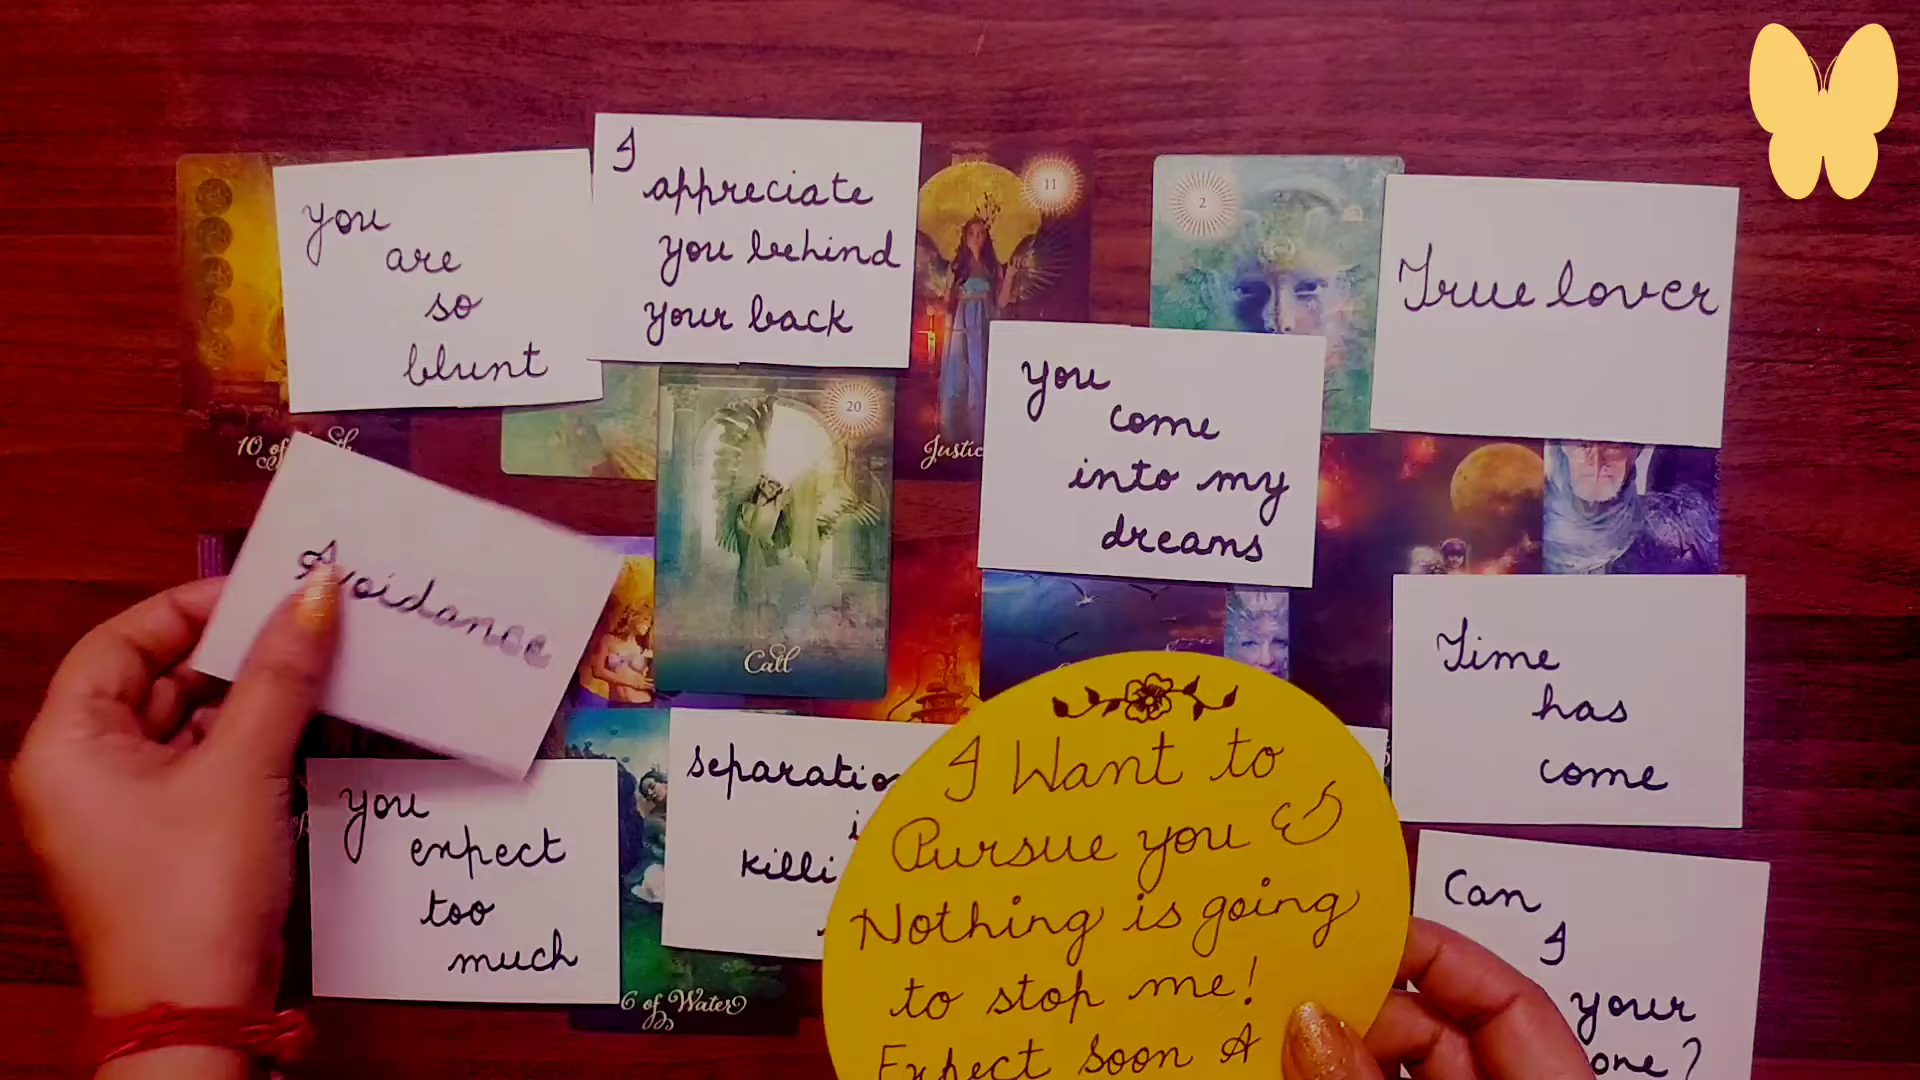 you
are
so
blunt
I
appreciate
you behind
your back
11
Justic
2
True lover
you
come
into my
dreams
20
Call
10 of
Avoidance
Time
has
come
you
expect
too
much
separation
Killi
6 of Water
I Want to
Pursue you &
Nothing is going
to stop me!
Expect Soon A
Can
I
your
one?